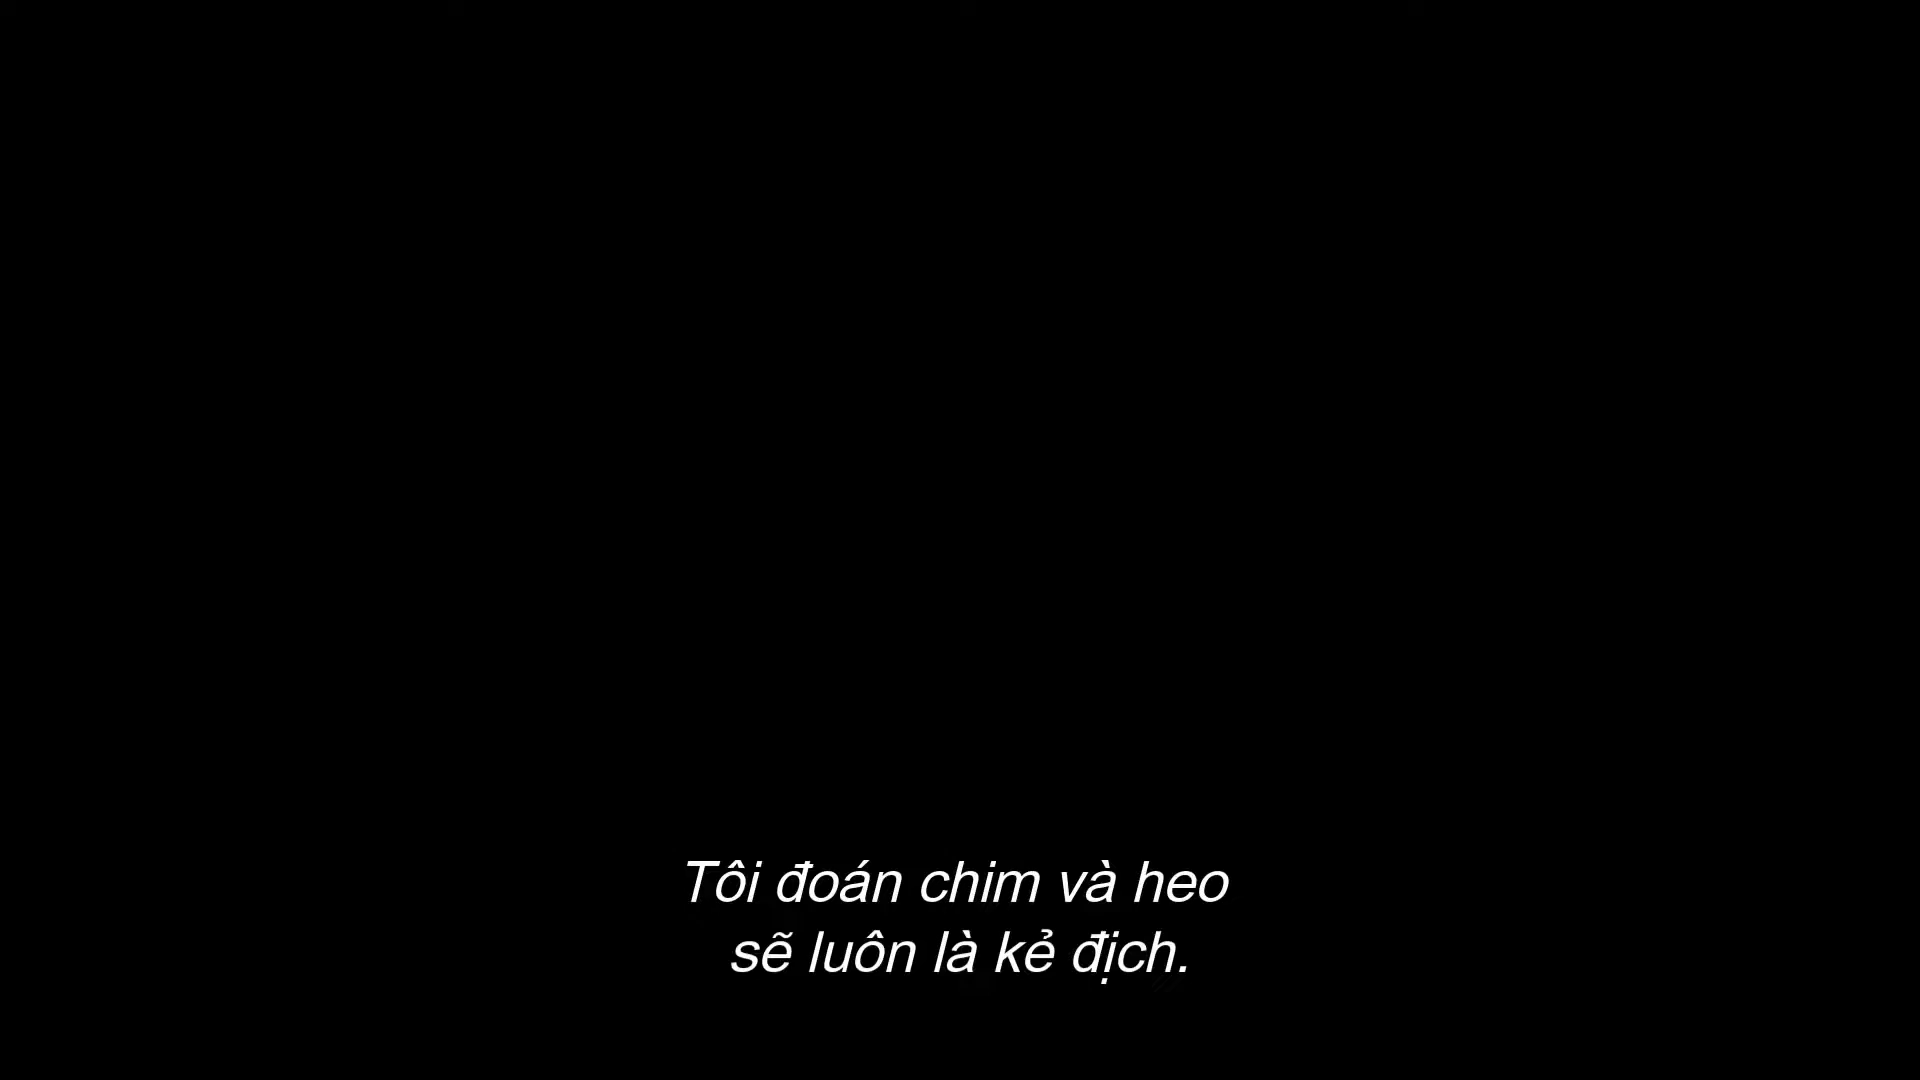 Tôi đoán chim và heo
sẽ luôn là kẻ địch.